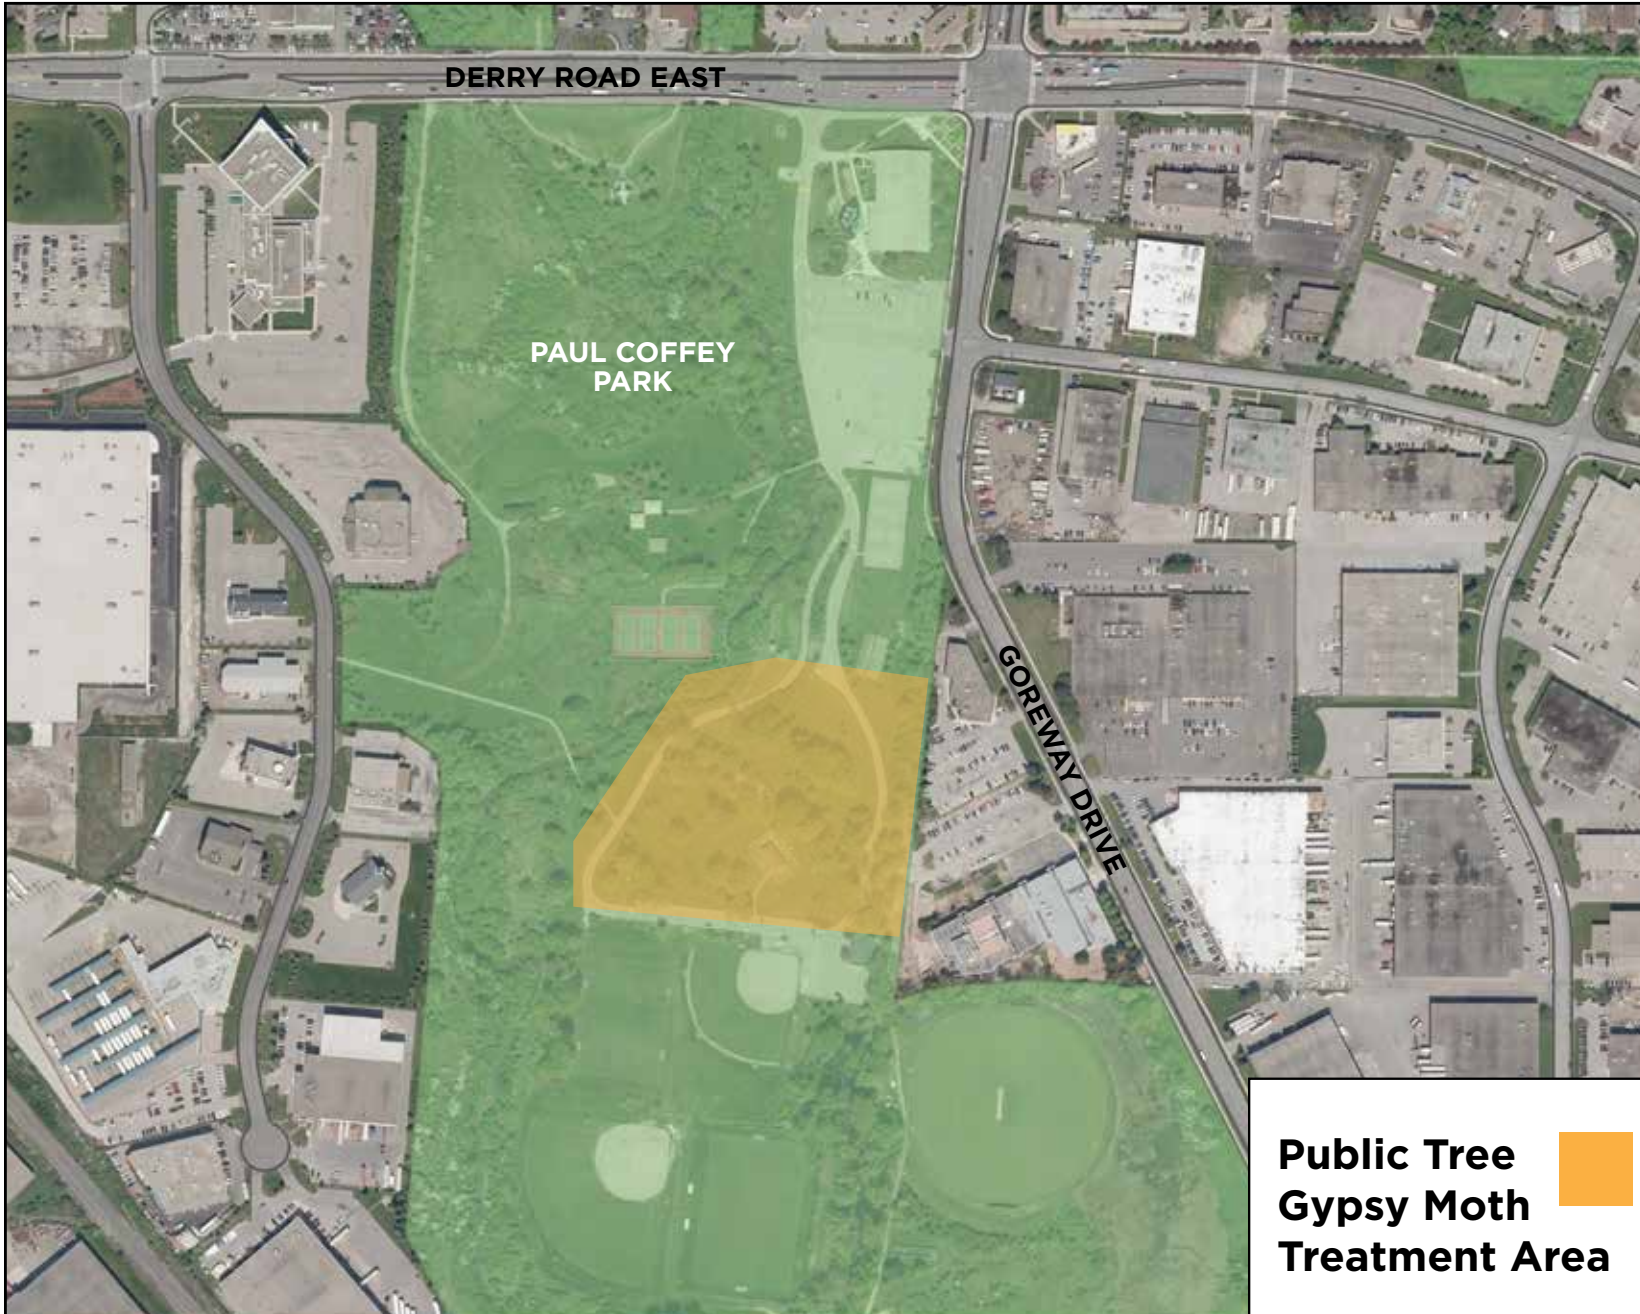 DERRY ROAD EAST
PAUL COFFEY
PARK
GOREWAY DRIVE
Public Tree
Gypsy Moth
Treatment Area